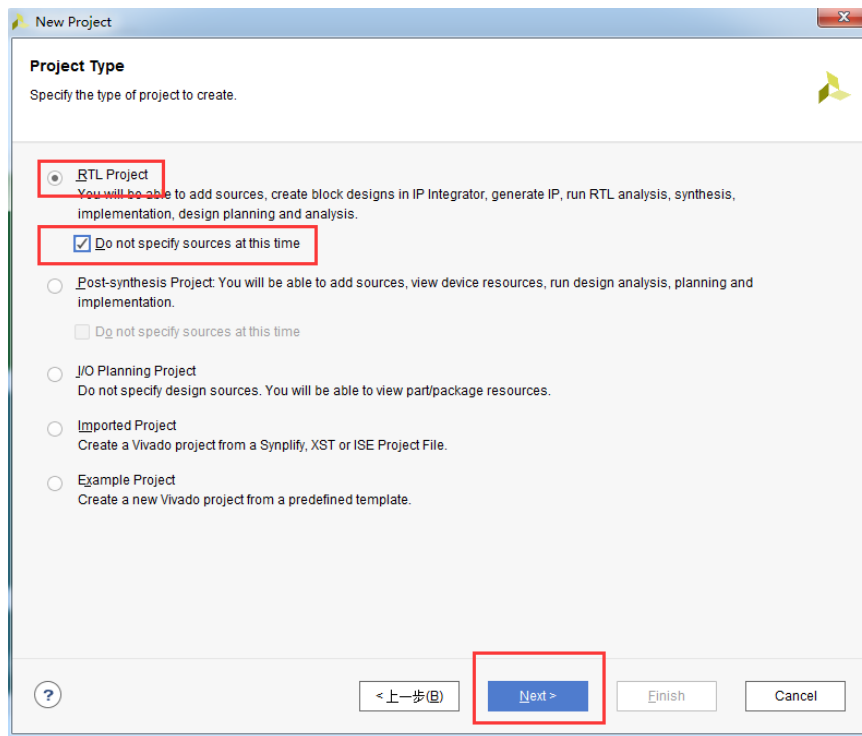 New Project
Project Type
Specify the type of project to create.
RTL Project
You will be able to add sources, create block designs in IP Integrator, generate IP, run RTL analysis, synthesis,
implementation, design planning and analysis.
Do not specify sources at this time
Post-synthesis Project: You will be able to add sources, view device resources, run design analysis, planning and
implementation.
Do not specify sources at this time
I/O Planning Project
Do not specify design sources. You will be able to view part/package resources.
Imported Project
Create a Vivado project from a Synplify, XST or ISE Project File.
Example Project
Create a new Vivado project from a predefined template.
? <上一步(B) Next > Finish Cancel